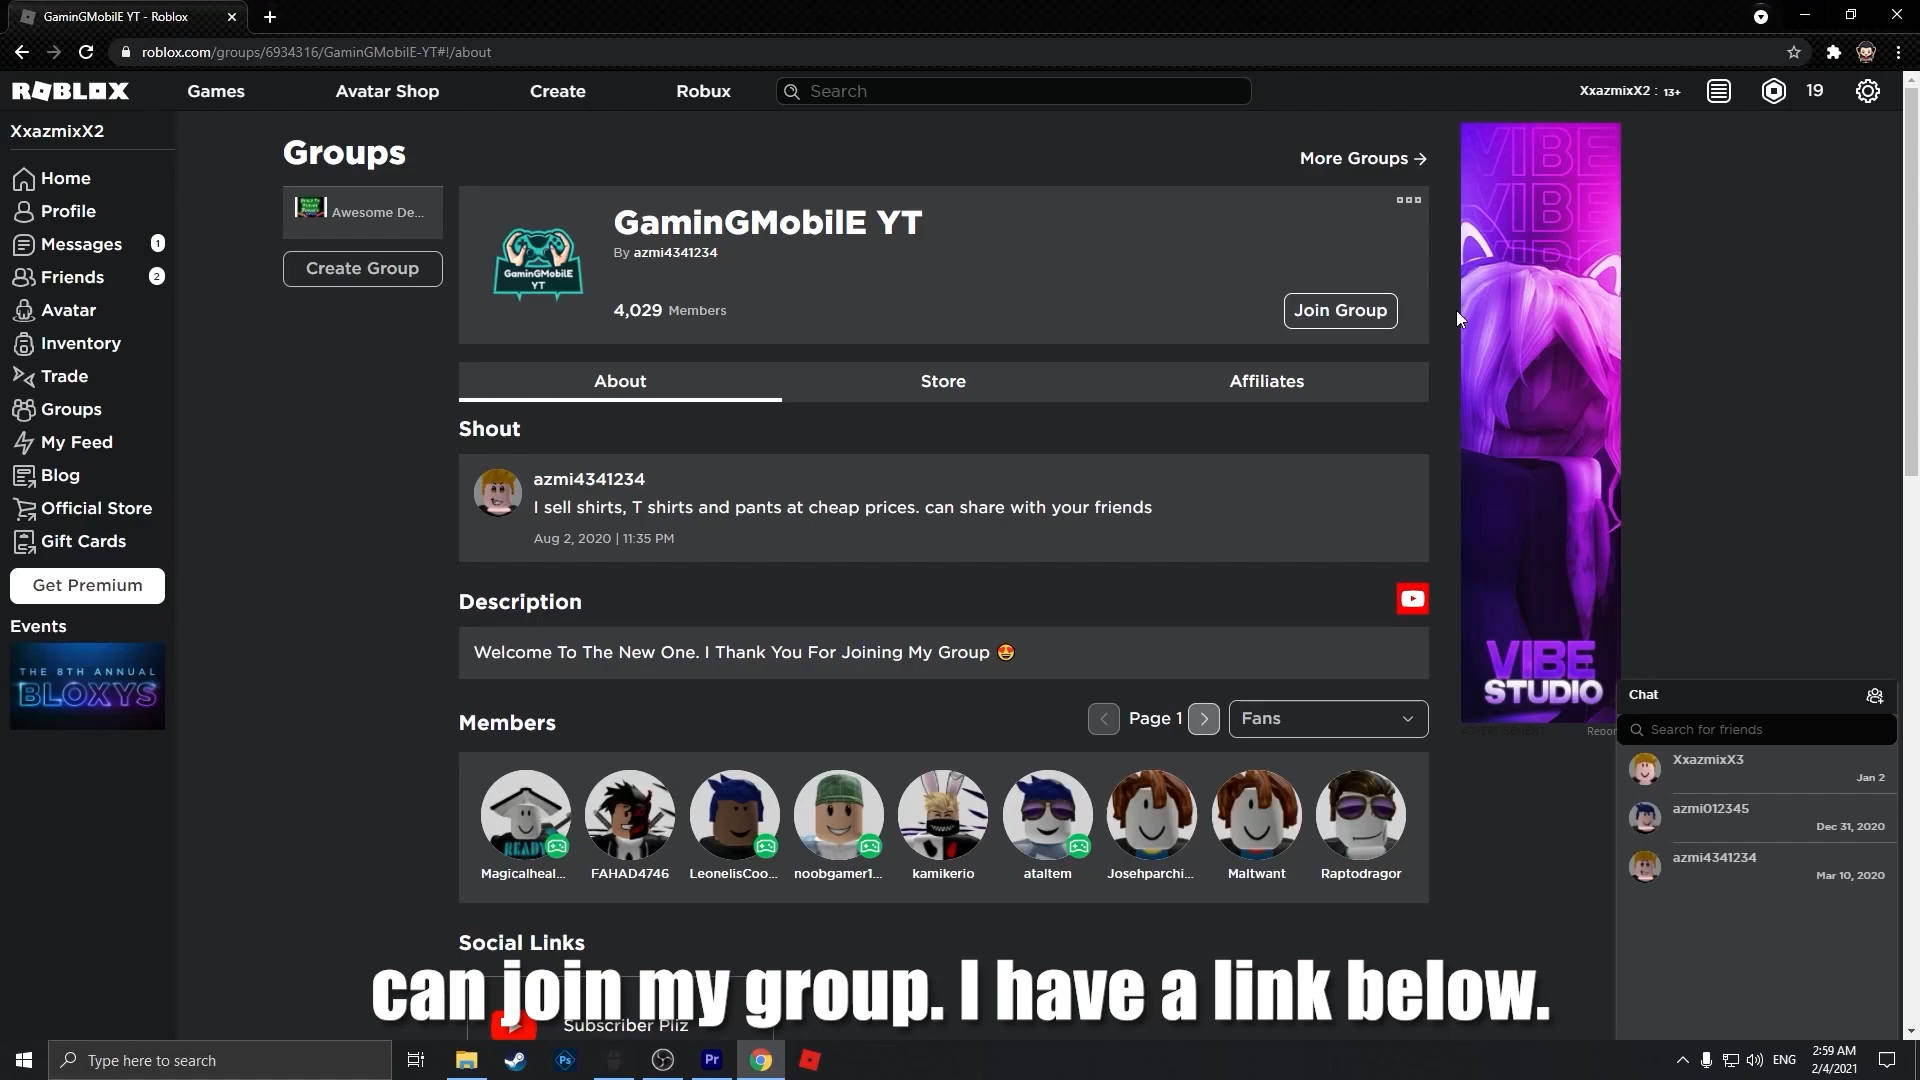 GaminGMobilE YT - Roblox
roblox.com/groups/6934316/GaminGMobilE-YT#!/about
ROBLOX
Games
Avatar Shop
Create
Robux
Search
XxazmixX2 : 13+
19
XxazmixX2
Home
Profile
Messages 1
Friends 2
Avatar
Inventory
Trade
Groups
My Feed
Blog
Official Store
Gift Cards
Get Premium
Events
THE 8TH ANNUAL
BLOXYS
Groups
More Groups
Awesome De...
Create Group
GaminGMobilE
YT
GaminGMobilE YT
By azmi4341234
4,029 Members
Join Group
About
Store
Affiliates
Shout
azmi4341234
I sell shirts, T shirts and pants at cheap prices. can share with your friends
Aug 2, 2020 | 11:35 PM
Description
Welcome To The New One. I Thank You For Joining My Group
Members
Page 1
Fans
READY
Magicalheal...
FAHAD4746
LeonelisCoo...
noobgamer1...
kamikerio
ataltem
Josehparchi...
Maltwant
Raptodragor
Social Links
Subscriber Pliz
can join my group. I have a link below.
VIBE
VIBE
VIBE
VIBE
STUDIO
ADVERTISEMENT
Repor
Chat
Search for friends
XxazmixX3
Jan 2
azmi012345
Dec 31, 2020
azmi4341234
Mar 10, 2020
Type here to search
Ps
Pr
ENG
2:59 AM
2/4/2021